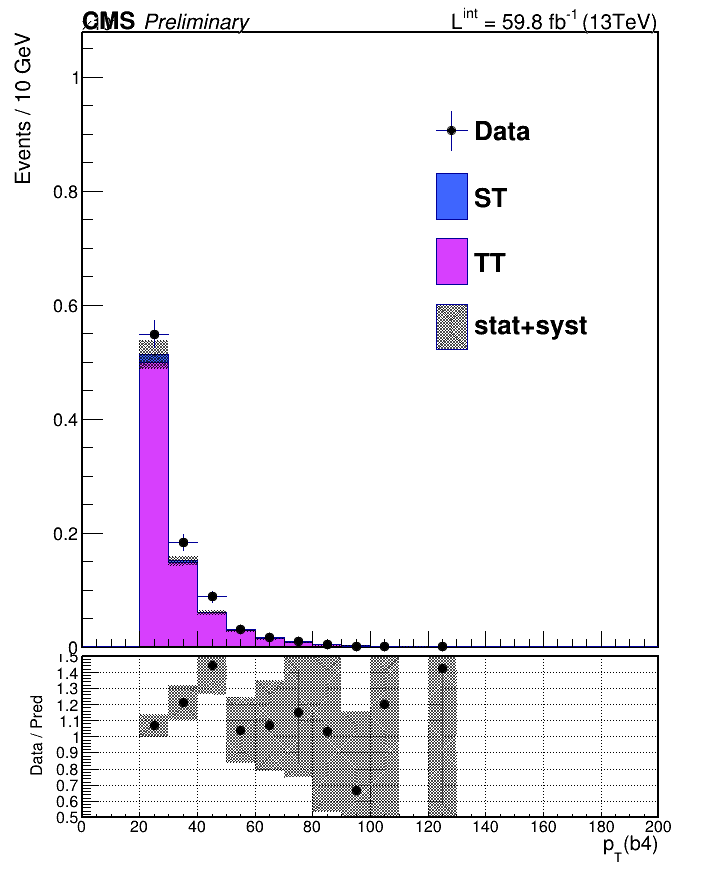 CMS Preliminary L^int = 59.8 fb^-1 (13TeV)
Events / 10 GeV
1
0.8
0.6
0.4
0.2
0
Data
ST
TT
stat+syst
Data / Pred
1.5
1.4
1.3
1.2
1.1
1
0.9
0.8
0.7
0.6
0.5
0 20 40 60 80 100 120 140 160 180 200
p_T(b4)